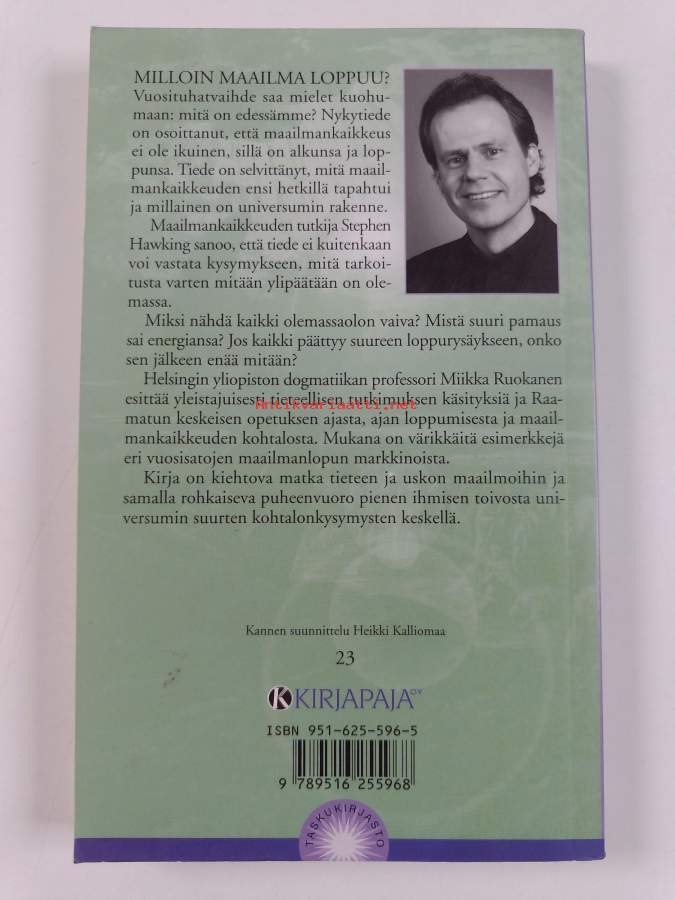 MILLOIN MAAILMA LOPPUU?
Vuosituhatvaihde saa mielet kuohu-
maan: mitä on edessämme? Nykytiede
on osoittanut, että maailmankaikkeus
ei ole ikuinen, sillä on alkunsa ja lop-
punsa. Tiede on selvittänyt, mitä maail-
mankaikkeuden ensi hetkillä tapahtui
ja millainen on universumin rakenne.
Maailmankaikkeuden tutkija Stephen
Hawking sanoo, että tiede ei kuitenkaan
voi vastata kysymykseen, mitä tarkoi-
tusta varten mitään ylipäätään on ole-
massa.
Miksi nähdä kaikki olemassaolon vaiva? Mistä suuri pamaus
sai energiansa? Jos kaikki päättyy suureen loppurysäykseen, onko
sen jälkeen enää mitään?
Helsingin yliopiston dogmatiikan professori Miikka Ruokanen
esittää yleistajuisesti tieteellisen tutkimuksen käsityksiä ja Raa-
Antikvariaatti.net
matun keskeisen opetuksen ajasta, ajan loppumisesta ja maail-
mankaikkeuden kohtalosta. Mukana on värikkäitä esimerkkejä
eri vuosisatojen maailmanlopun markkinoista.
Kirja on kiehtova matka tieteen ja uskon maailmoihin ja
samalla rohkaiseva puheenvuoro pienen ihmisen toivosta uni-
versumin suurten kohtalonkysymysten keskellä.
Kannen suunnittelu Heikki Kalliomaa
23
K KIRJAPAJA OY
ISBN 951-625-596-5
9 789516 255968
TASKUKIRJASTO